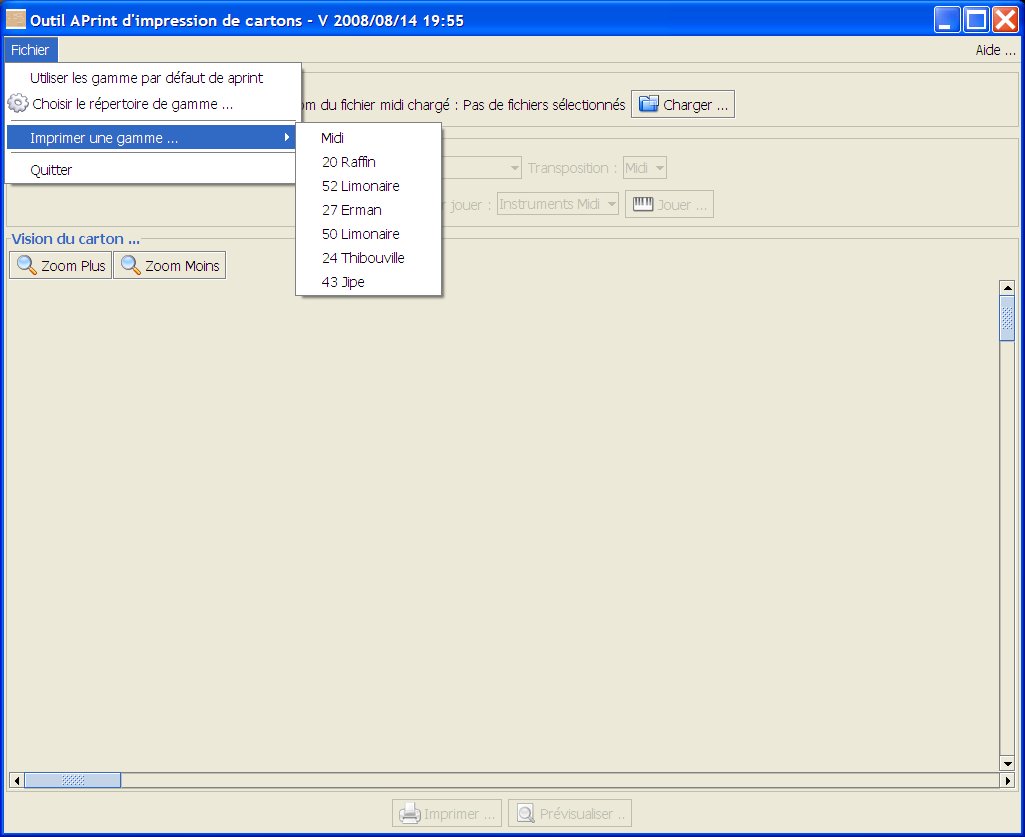 Outil APrint d'impression de cartons - V 2008/08/14 19:55
Fichier
Aide ...
Utiliser les gamme par défaut de aprint
Choisir le répertoire de gamme ...
Imprimer une gamme ...
Quitter
Midi
20 Raffin
52 Limonaire
27 Erman
50 Limonaire
24 Thibouville
43 Jipe
du fichier midi chargé : Pas de fichiers sélectionnés
Charger ...
Transposition :
Midi
jouer :
Instruments Midi
Jouer ...
Vision du carton ...
Zoom Plus
Zoom Moins
Imprimer ...
Prévisualiser ..